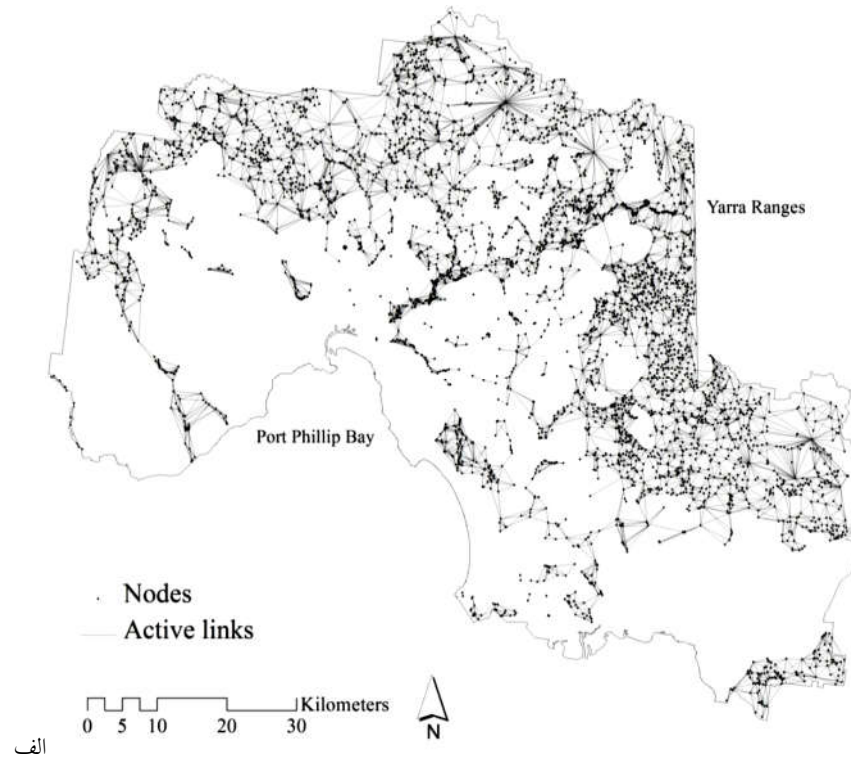 Yarra Ranges
Port Phillip Bay
Nodes
Active links
Kilometers
0 5 10 20 30
N
الف